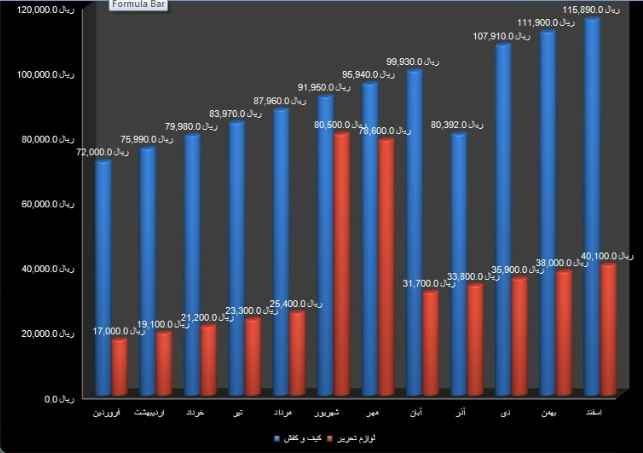 Formula Bar
ریال 120,000.0
ریال 100,000.0
ریال 80,000.0
ریال 60,000.0
ریال 40,000.0
ریال 20,000.0
ریال 0.0
ریال 72,000.0
ریال 75,990.0
ریال 79,980.0
ریال 83,970.0
ریال 87,960.0
ریال 91,950.0
ریال 95,940.0
ریال 99,930.0
ریال 80,392.0
ریال 107,910.0
ریال 111,900.0
ریال 115,890.0
ریال 17,000.0
ریال 19,100.0
ریال 21,200.0
ریال 23,300.0
ریال 25,400.0
ریال 80,500.0
ریال 78,600.0
ریال 31,700.0
ریال 33,800.0
ریال 35,900.0
ریال 38,000.0
ریال 40,100.0
فروردین اردیبهشت خرداد تیر مرداد شهریور مهر آبان آذر دی بهمن اسفند
کیف و کفش لوازم تحریر